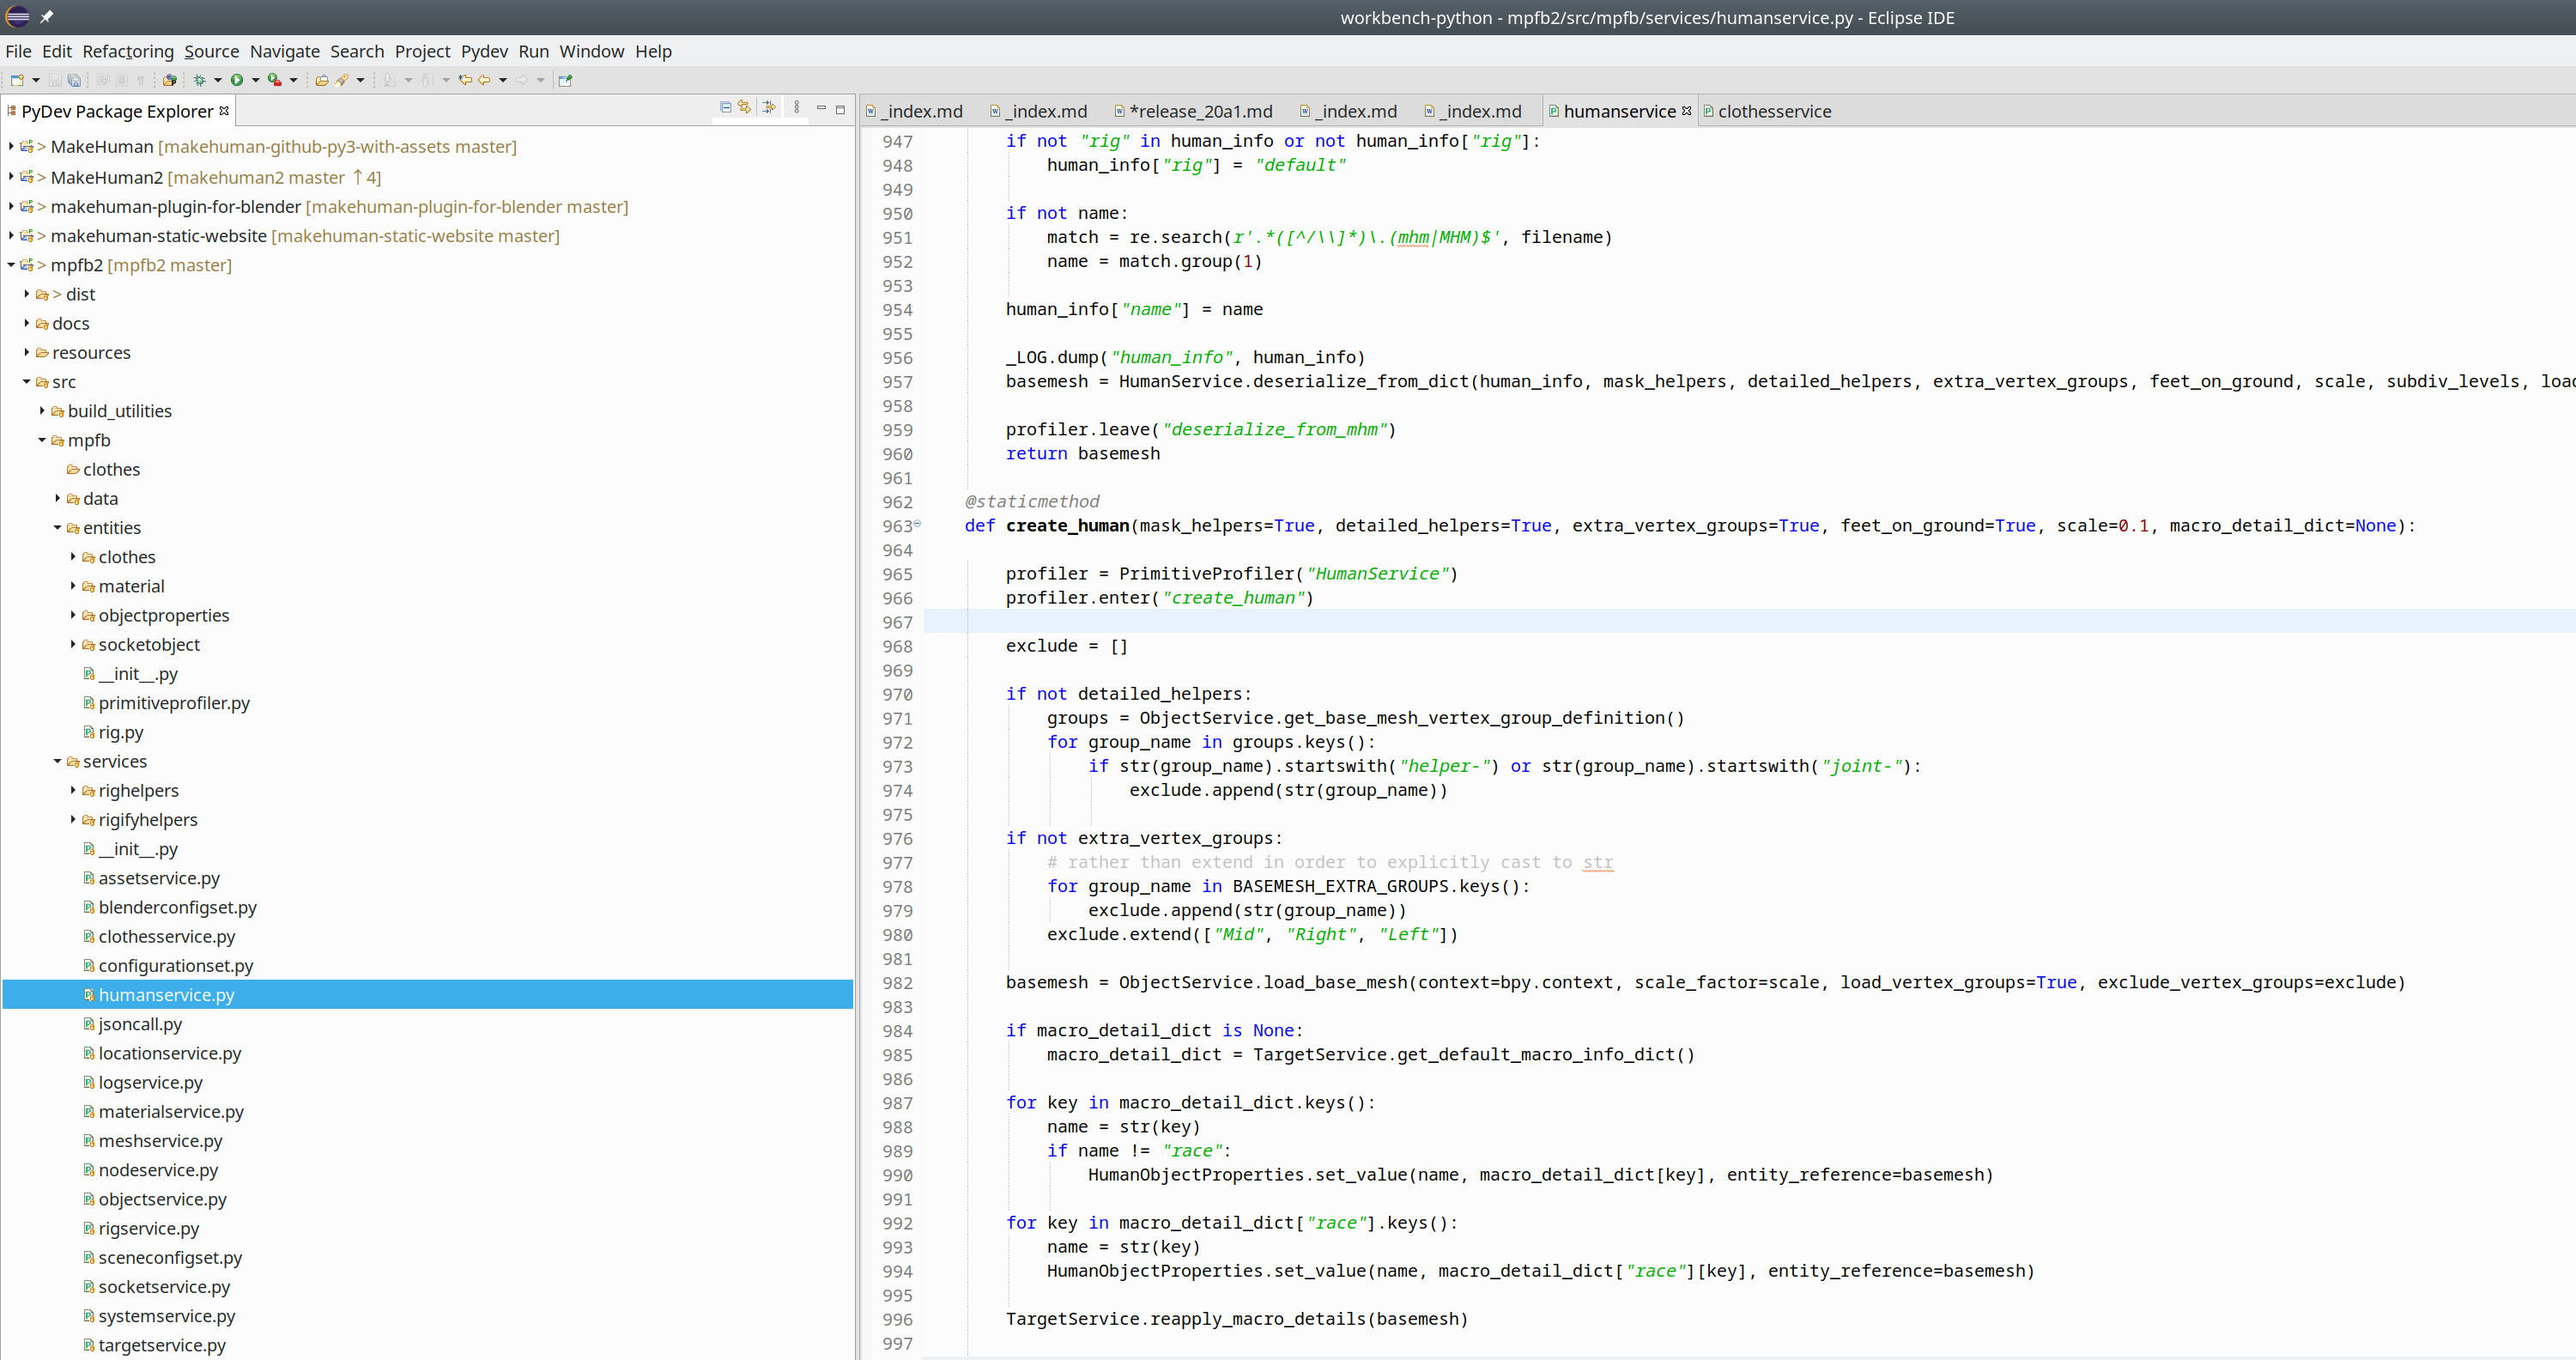 workbench-python - mpfb2/src/mpfb/services/humanservice.py - Eclipse IDE
File Edit Refactoring Source Navigate Search Project Pydev Run Window Help
PyDev Package Explorer
> MakeHuman [makehuman-github-py3-with-assets master]
> MakeHuman2 [makehuman2 master ↑4]
> makehuman-plugin-for-blender [makehuman-plugin-for-blender master]
> makehuman-static-website [makehuman-static-website master]
> mpfb2 [mpfb2 master]
> dist
docs
resources
src
build_utilities
mpfb
clothes
data
entities
clothes
material
objectproperties
socketobject
__init__.py
primitiveprofiler.py
rig.py
services
righelpers
rigifyhelpers
__init__.py
assetservice.py
blenderconfigset.py
clothesservice.py
configurationset.py
humanservice.py
jsoncall.py
locationservice.py
logservice.py
materialservice.py
meshservice.py
nodeservice.py
objectservice.py
rigservice.py
sceneconfigset.py
socketservice.py
systemservice.py
targetservice.py
_index.md _index.md *release_20a1.md _index.md _index.md humanservice clothesservice
947 if not "rig" in human_info or not human_info["rig"]:
948 human_info["rig"] = "default"
949
950 if not name:
951 match = re.search(r'.*([^/\\]*)\.(mhm|MHM)$', filename)
952 name = match.group(1)
953
954 human_info["name"] = name
955
956 _LOG.dump("human_info", human_info)
957 basemesh = HumanService.deserialize_from_dict(human_info, mask_helpers, detailed_helpers, extra_vertex_groups, feet_on_ground, scale, subdiv_levels, loa
958
959 profiler.leave("deserialize_from_mhm")
960 return basemesh
961
962 @staticmethod
963 def create_human(mask_helpers=True, detailed_helpers=True, extra_vertex_groups=True, feet_on_ground=True, scale=0.1, macro_detail_dict=None):
964
965 profiler = PrimitiveProfiler("HumanService")
966 profiler.enter("create_human")
967
968 exclude = []
969
970 if not detailed_helpers:
971 groups = ObjectService.get_base_mesh_vertex_group_definition()
972 for group_name in groups.keys():
973 if str(group_name).startswith("helper-") or str(group_name).startswith("joint-"):
974 exclude.append(str(group_name))
975
976 if not extra_vertex_groups:
977 # rather than extend in order to explicitly cast to str
978 for group_name in BASEMESH_EXTRA_GROUPS.keys():
979 exclude.append(str(group_name))
980 exclude.extend(["Mid", "Right", "Left"])
981
982 basemesh = ObjectService.load_base_mesh(context=bpy.context, scale_factor=scale, load_vertex_groups=True, exclude_vertex_groups=exclude)
983
984 if macro_detail_dict is None:
985 macro_detail_dict = TargetService.get_default_macro_info_dict()
986
987 for key in macro_detail_dict.keys():
988 name = str(key)
989 if name != "race":
990 HumanObjectProperties.set_value(name, macro_detail_dict[key], entity_reference=basemesh)
991
992 for key in macro_detail_dict["race"].keys():
993 name = str(key)
994 HumanObjectProperties.set_value(name, macro_detail_dict["race"][key], entity_reference=basemesh)
995
996 TargetService.reapply_macro_details(basemesh)
997